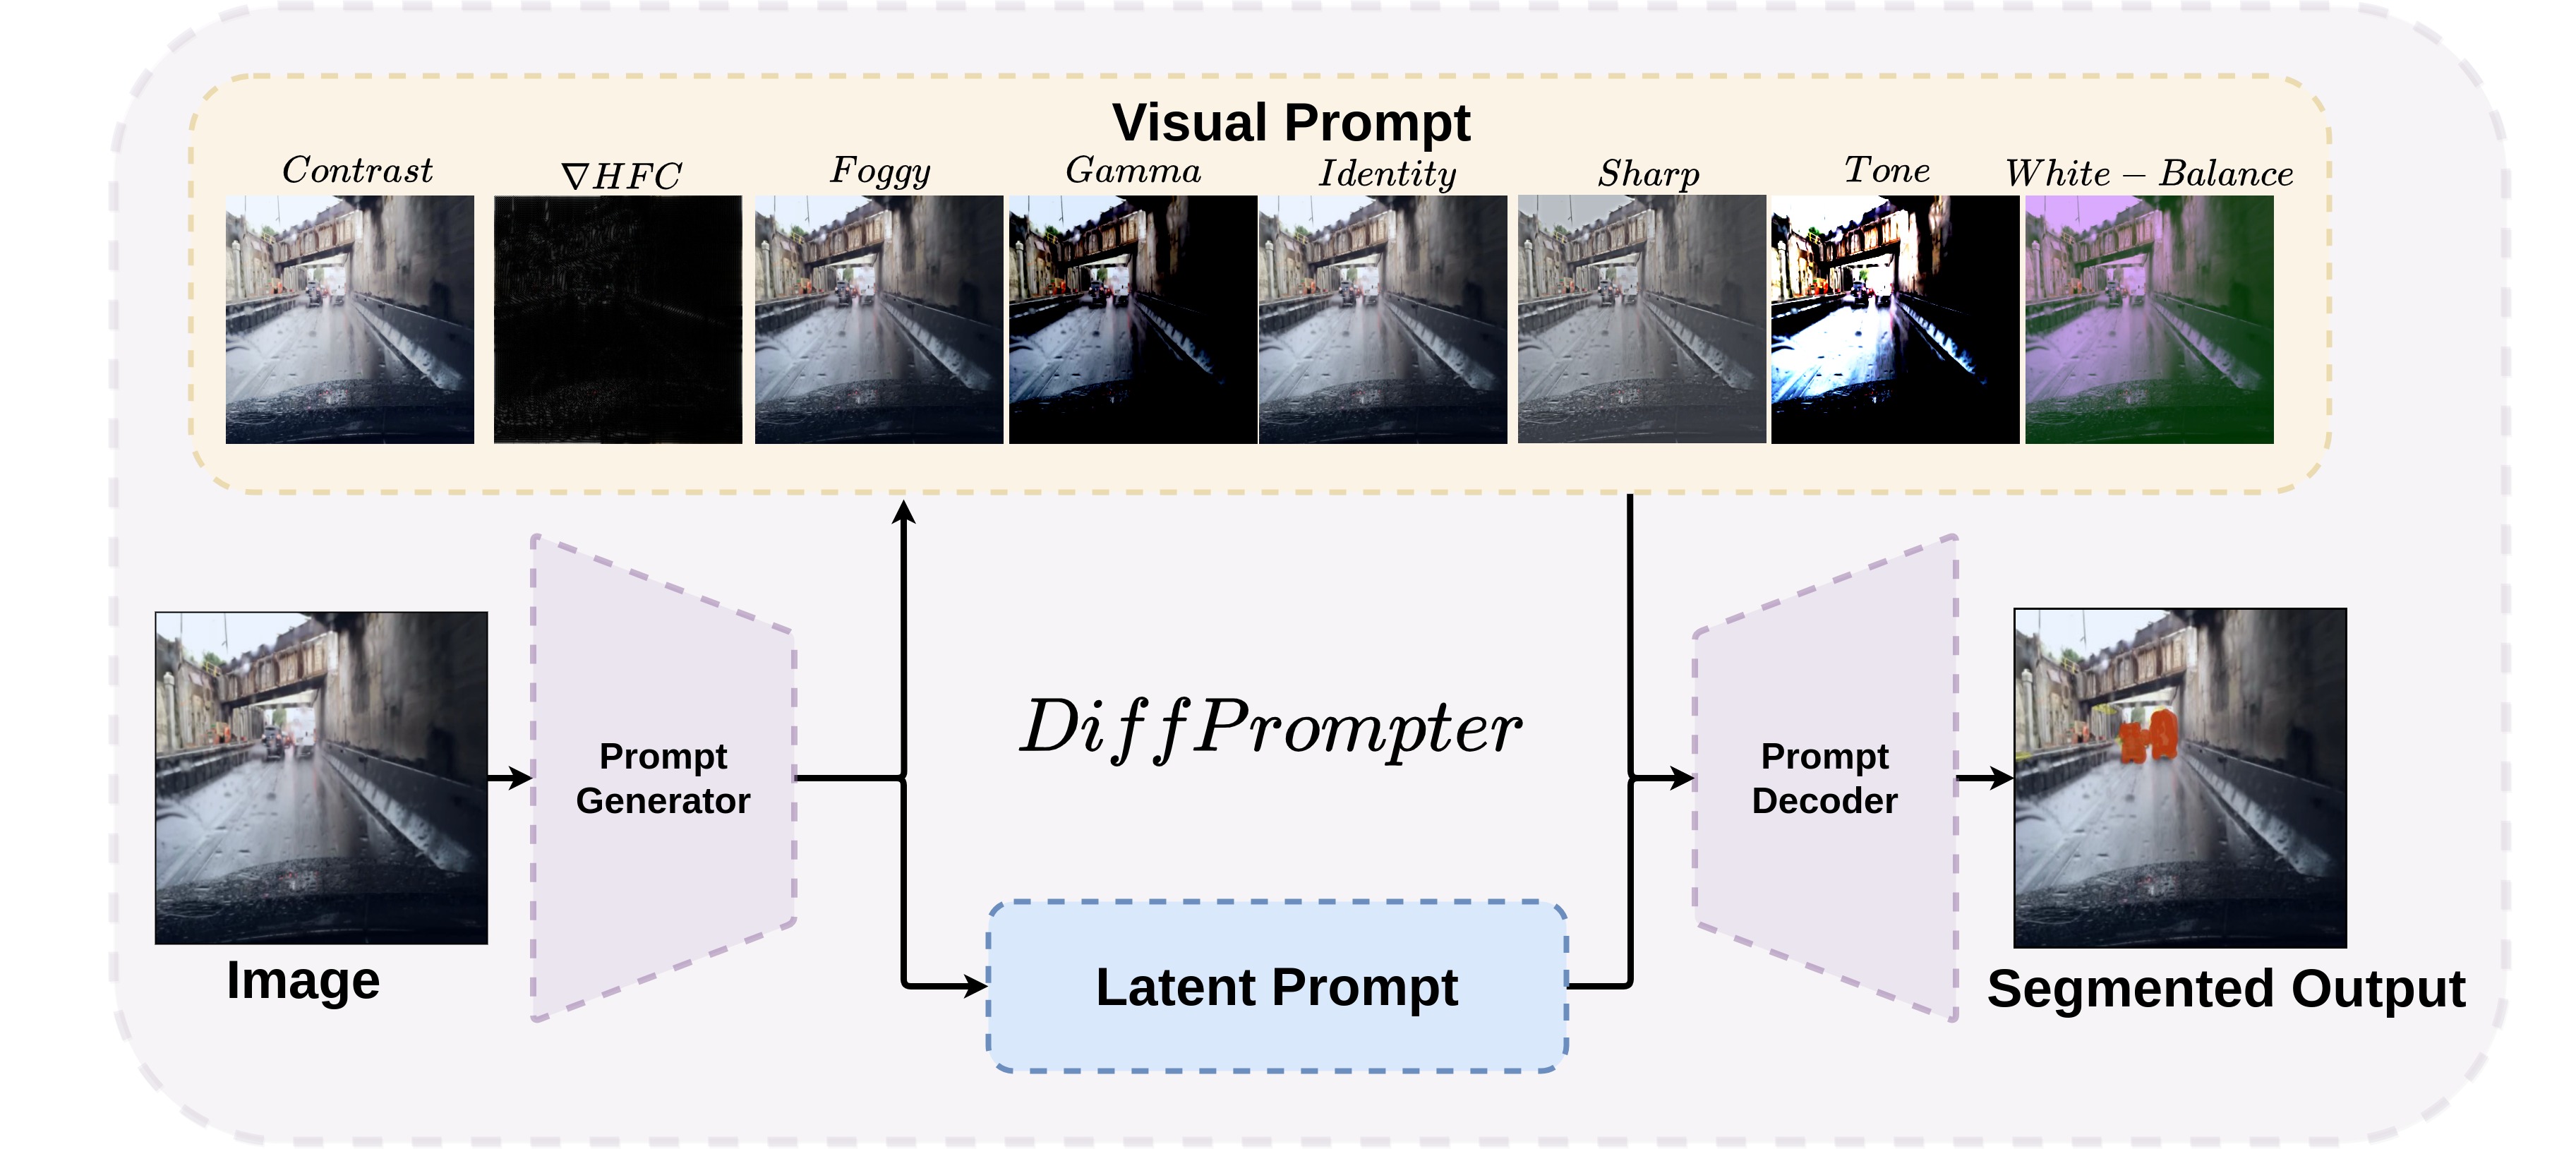 Visual Prompt
Contrast ∇HFC Foggy Gamma Identity Sharp Tone White – Balance
DiffPrompter
Prompt
Generator
Prompt
Decoder
Latent Prompt
Image
Segmented Output